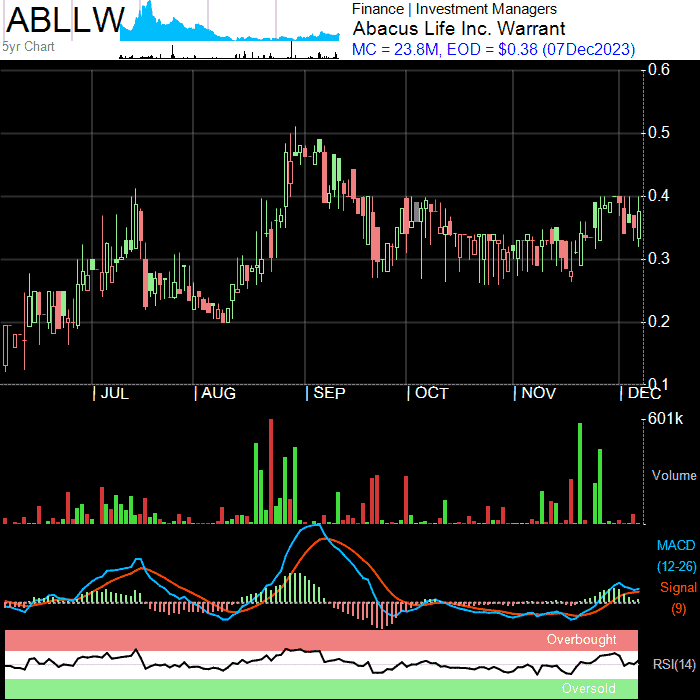 ABLLW
5yr Chart
Finance | Investment Managers
Abacus Life Inc. Warrant
MC = 23.8M, EOD = $0.38 (07Dec2023)
0.6
0.5
0.4
0.3
0.2
0.1
| JUL | AUG | SEP | OCT | NOV | DEC
601k
Volume
MACD
(12-26)
Signal
(9)
Overbought
RSI(14)
Oversold